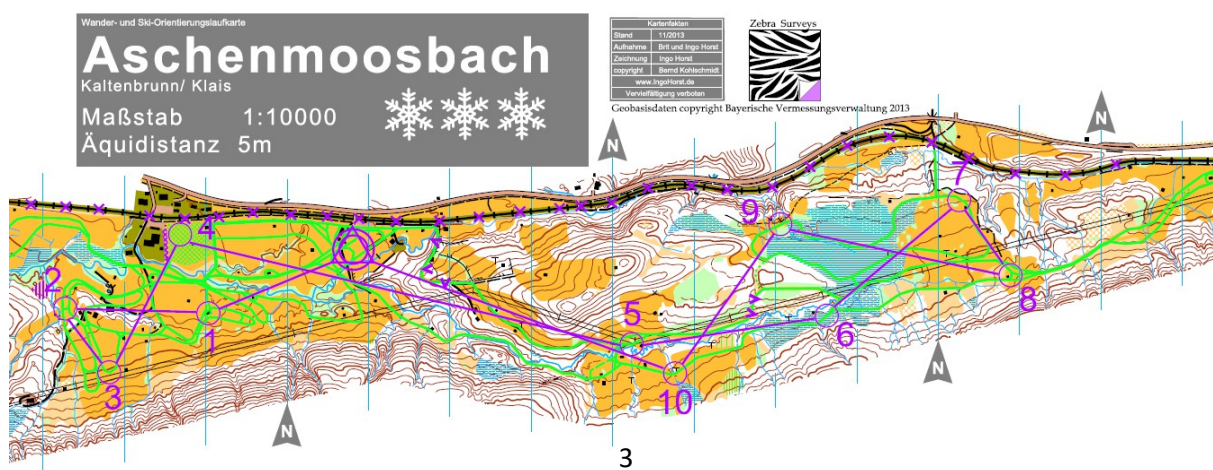 Wander- und Ski-Orientierungslaufkarte
Aschenmoosbach
Kaltenbrunn/ Klais
Maßstab 1:10000
Äquidistanz 5m
Kartenfakten
Stand 11/2013
Aufnahme Brit und Ingo Horst
Zeichnung Ingo Horst
copyright Bernd Kohlschmidt
www.IngoHorst.de
Vervielfältigung verboten
Zebra Surveys
Geobasisdaten copyright Bayerische Vermessungsverwaltung 2013
N
N
7
9
4
2
8
5
6
1
3
10
N
N
3